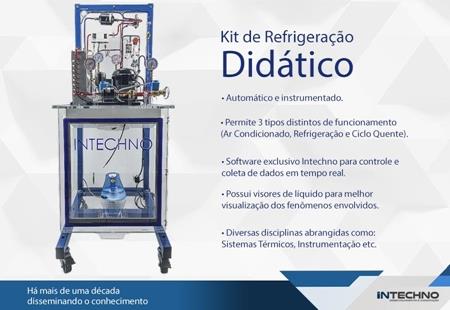 Kit de Refrigeração
Didático
• Automático e instrumentado.
• Permite 3 tipos distintos de funcionamento
(Ar Condicionado, Refrigeração e Ciclo Quente).
• Software exclusivo Intechno para controle e
coleta de dados em tempo real.
• Possui visores de líquido para melhor
visualização dos fenômenos envolvidos.
• Diversas disciplinas abrangidas como:
Sistemas Térmicos, Instrumentação etc.
INTECHNO
Há mais de uma década
disseminando o conhecimento
INTECHNO